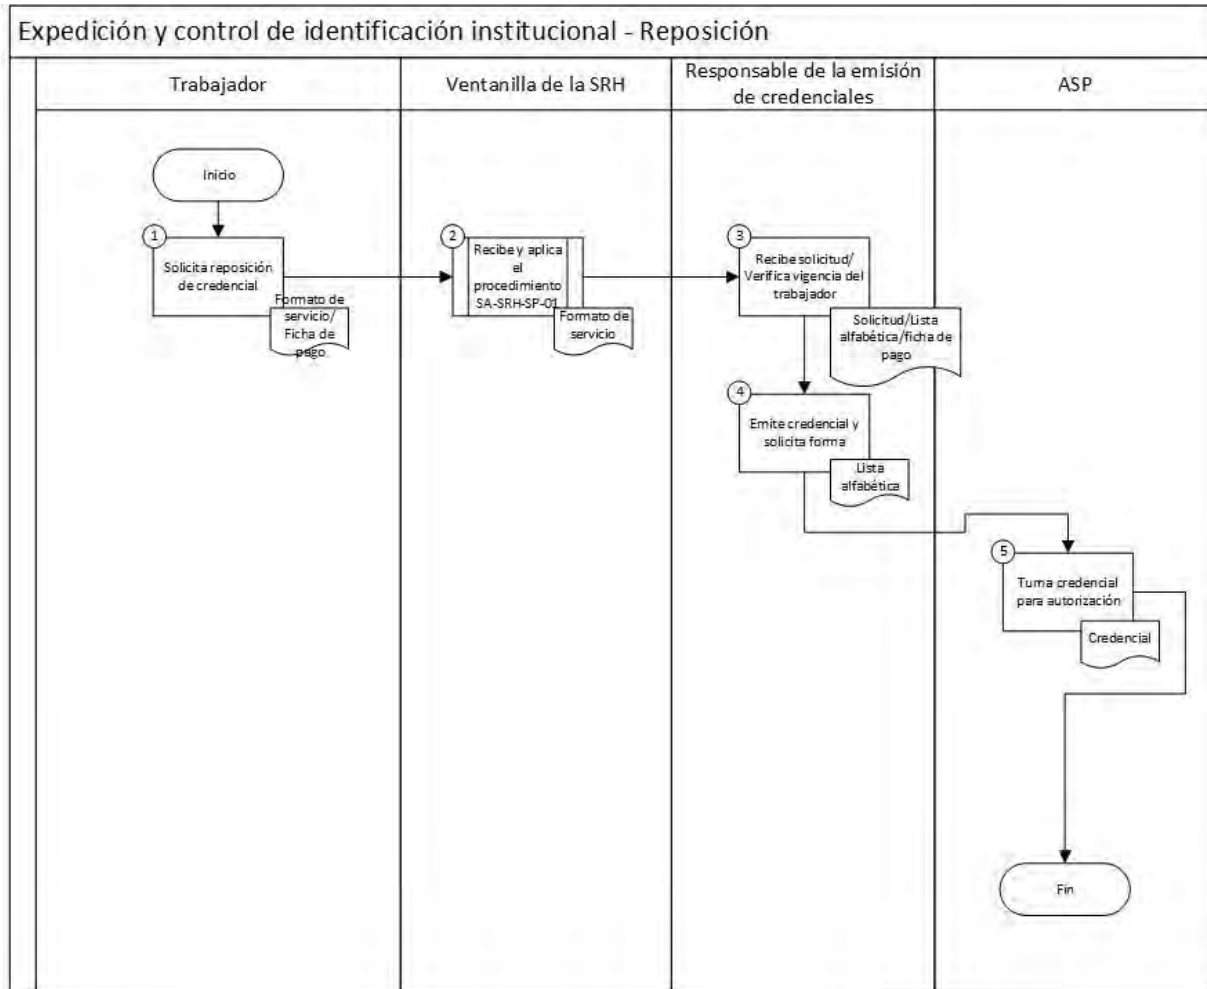 Expedición y control de identificación institucional - Reposición
Trabajador
Ventanilla de la SRH
Responsable de la emisión
de credenciales
ASP
Inicio
1
Solicita reposición
de credencial
Formato de
servicio/
Ficha de
pago
2
Recibe y aplica
el
procedimiento
SA-SRH-SP-01
Formato de
servicio
3
Recibe solicitud/
Verifica vigencia del
trabajador
Solicitud/Lista
alfabética/ficha de
pago
4
Emite credencial y
solicita forma
Lista
alfabética
5
Turna credencial
para autorización
Credencial
Fin